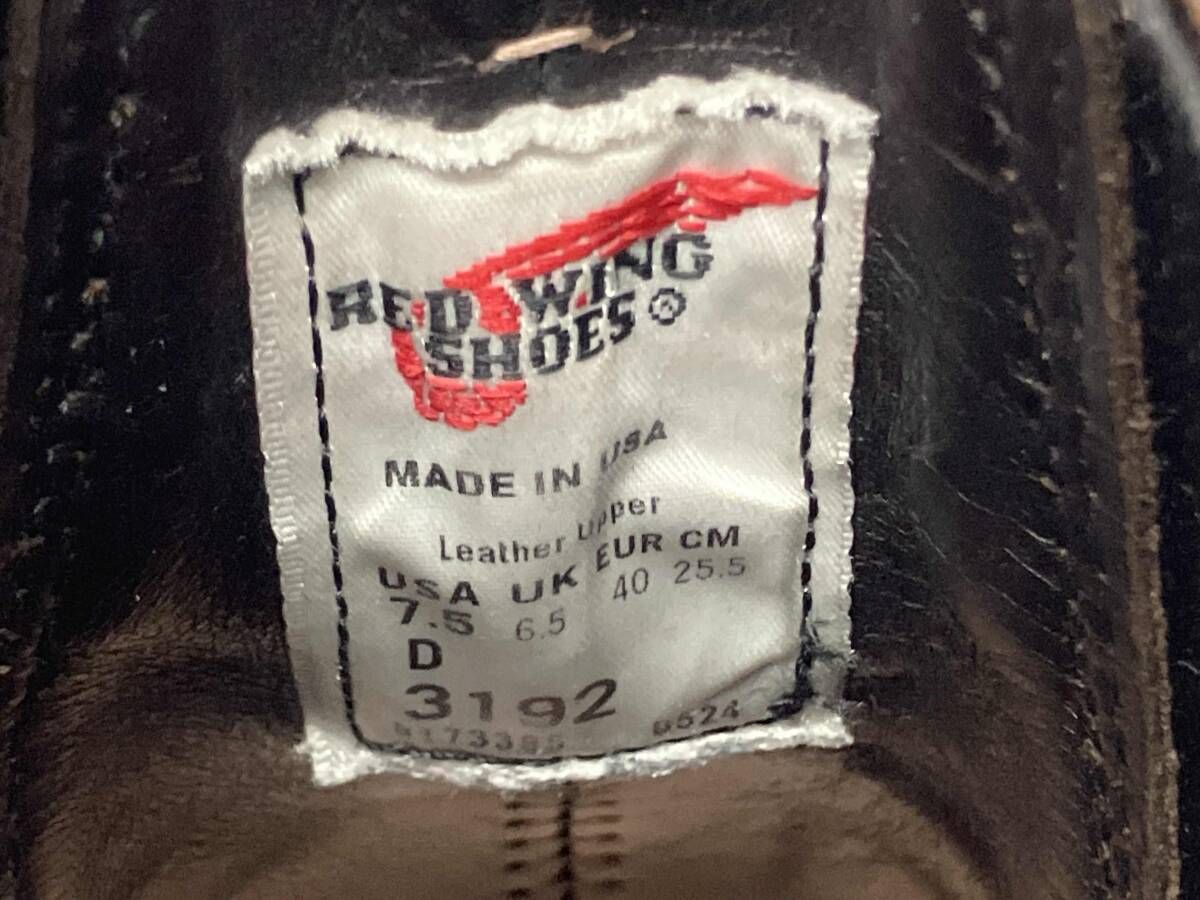 RED WING
SHOES®
MADE IN USA
Leather Upper
USA UK EUR CM
7.5 6.5 40 25.5
D
3192